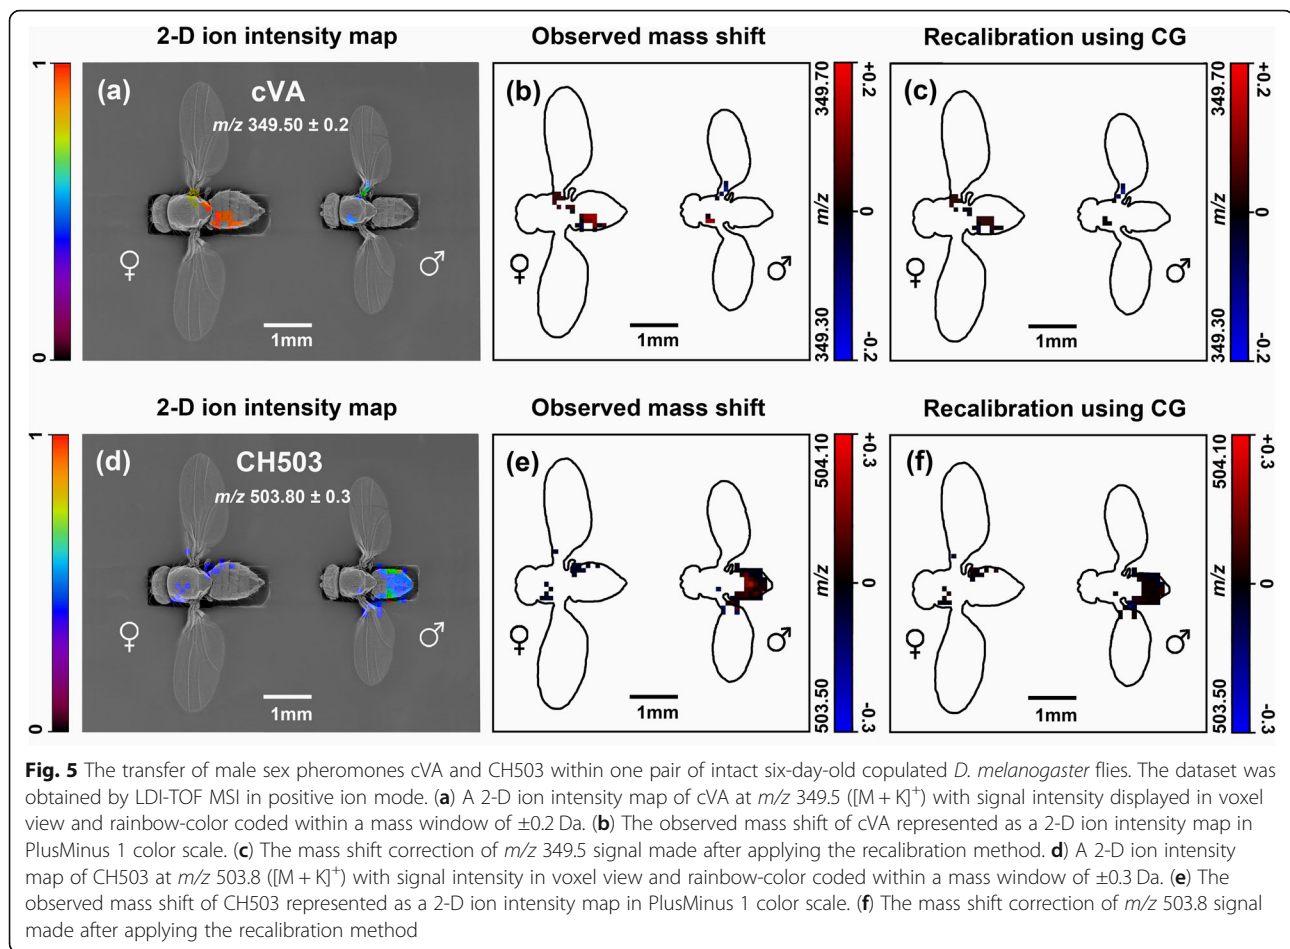 2-D ion intensity map
Observed mass shift
Recalibration using CG
1
0
(a)
cVA
m/z 349.50 ± 0.2
♀
♂
1mm
(b)
♀
♂
1mm
349.70
m/z
349.30
+0.2
0
-0.2
(c)
♀
♂
1mm
349.70
m/z
349.30
+0.2
0
-0.2
2-D ion intensity map
Observed mass shift
Recalibration using CG
1
0
(d)
CH503
m/z 503.80 ± 0.3
♀
♂
1mm
(e)
♀
♂
1mm
504.10
m/z
503.50
+0.3
0
-0.3
(f)
♀
♂
1mm
504.10
m/z
503.50
+0.3
0
-0.3
Fig. 5 The transfer of male sex pheromones cVA and CH503 within one pair of intact six-day-old copulated D. melanogaster flies. The dataset was
obtained by LDI-TOF MSI in positive ion mode. (a) A 2-D ion intensity map of cVA at m/z 349.5 ([M + K]⁺) with signal intensity displayed in voxel
view and rainbow-color coded within a mass window of ±0.2 Da. (b) The observed mass shift of cVA represented as a 2-D ion intensity map in
PlusMinus 1 color scale. (c) The mass shift correction of m/z 349.5 signal made after applying the recalibration method. d) A 2-D ion intensity
map of CH503 at m/z 503.8 ([M + K]⁺) with signal intensity in voxel view and rainbow-color coded within a mass window of ±0.3 Da. (e) The
observed mass shift of CH503 represented as a 2-D ion intensity map in PlusMinus 1 color scale. (f) The mass shift correction of m/z 503.8 signal
made after applying the recalibration method